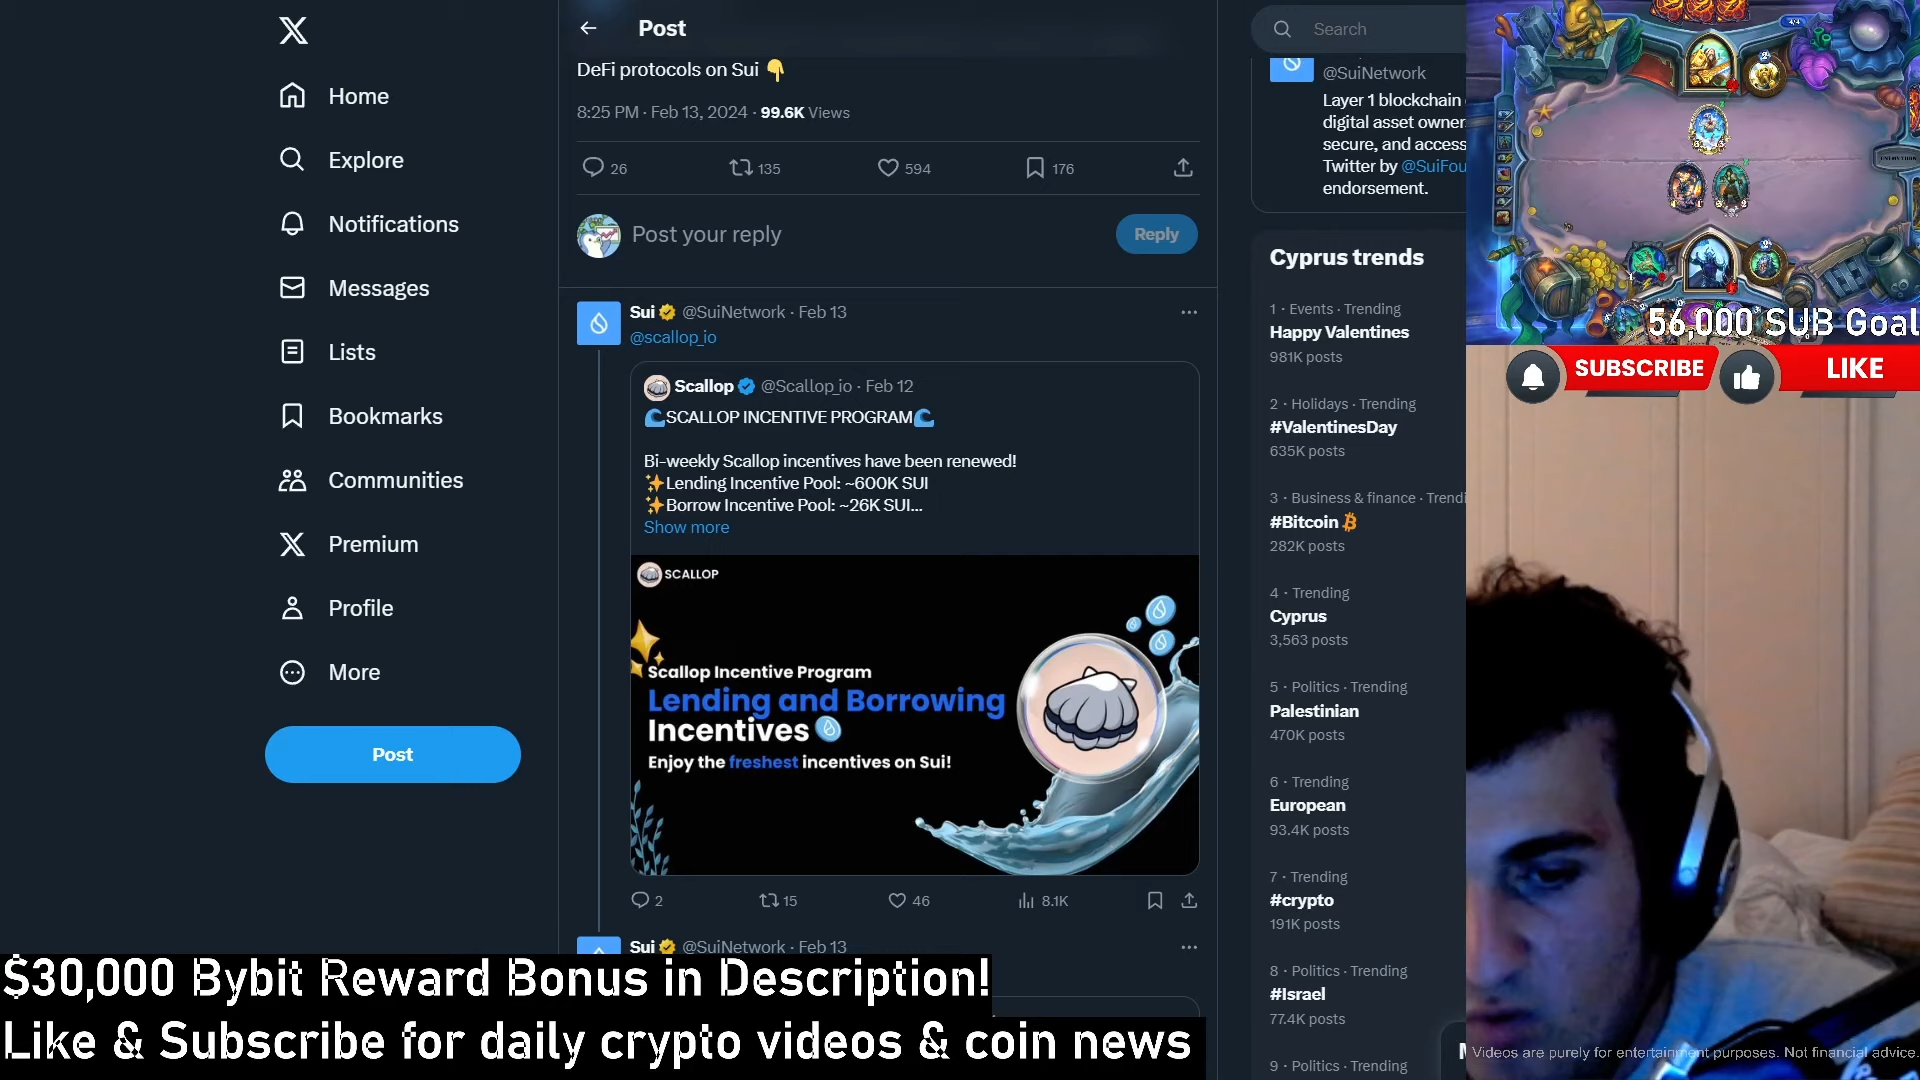 Home
Explore
Notifications
Messages
Lists
Bookmarks
Communities
Premium
Profile
More
Post
Post
DeFi protocols on Sui 👇
8:25 PM · Feb 13, 2024 · 99.6K Views
26
135
594
176
Post your reply
Reply
Sui @SuiNetwork · Feb 13
@scallop_io
Scallop @Scallop_io · Feb 12
🌊SCALLOP INCENTIVE PROGRAM🌊
Bi-weekly Scallop incentives have been renewed!
✨Lending Incentive Pool: ~600K SUI
✨Borrow Incentive Pool: ~26K SUI...
Show more
SCALLOP
Scallop Incentive Program
Lending and Borrowing
Incentives
Enjoy the freshest incentives on Sui!
2
15
46
8.1K
Sui @SuiNetwork · Feb 13
Search
@SuiNetwork
Layer 1 blockchain
digital asset owner
secure, and access
Twitter by @SuiFou
endorsement.
Cyprus trends
1 · Events · Trending
Happy Valentines
981K posts
2 · Holidays · Trending
#ValentinesDay
635K posts
3 · Business & finance · Trendi
#Bitcoin
282K posts
4 · Trending
Cyprus
3,563 posts
5 · Politics · Trending
Palestinian
470K posts
6 · Trending
European
93.4K posts
7 · Trending
#crypto
191K posts
8 · Politics · Trending
#Israel
77.4K posts
9 · Politics · Trending
56,000 SUB Goal
SUBSCRIBE
LIKE
$30,000 Bybit Reward Bonus in Description!
Like & Subscribe for daily crypto videos & coin news
Videos are purely for entertainment purposes. Not financial advice.